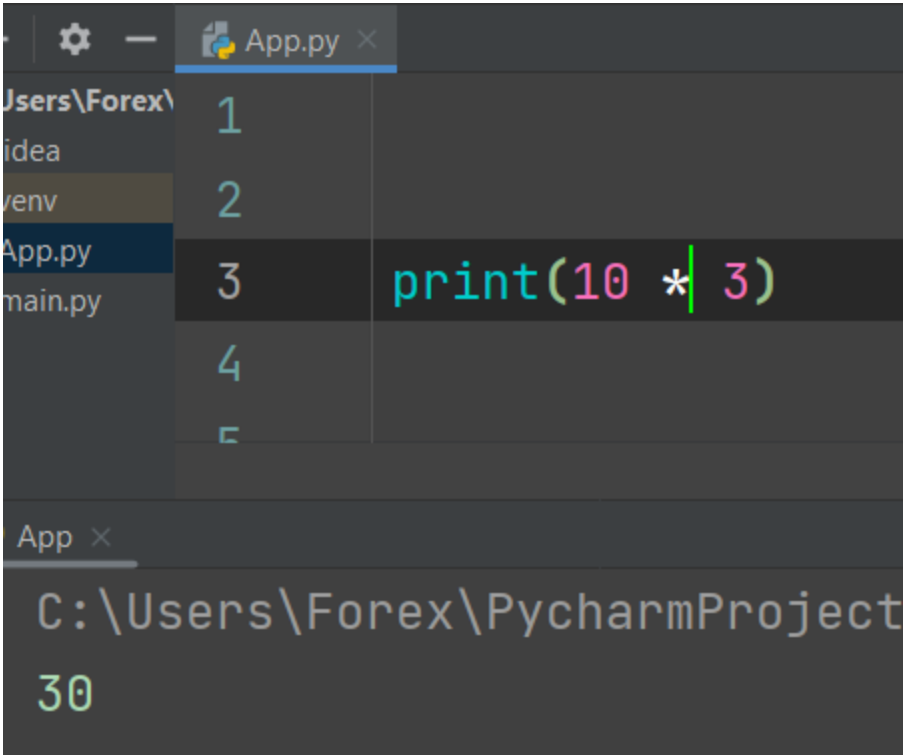 App.py
Users\Forex\
idea
venv
App.py
main.py
1
2
3 print(10 * 3)
4
5
App
C:\Users\Forex\PycharmProject
30